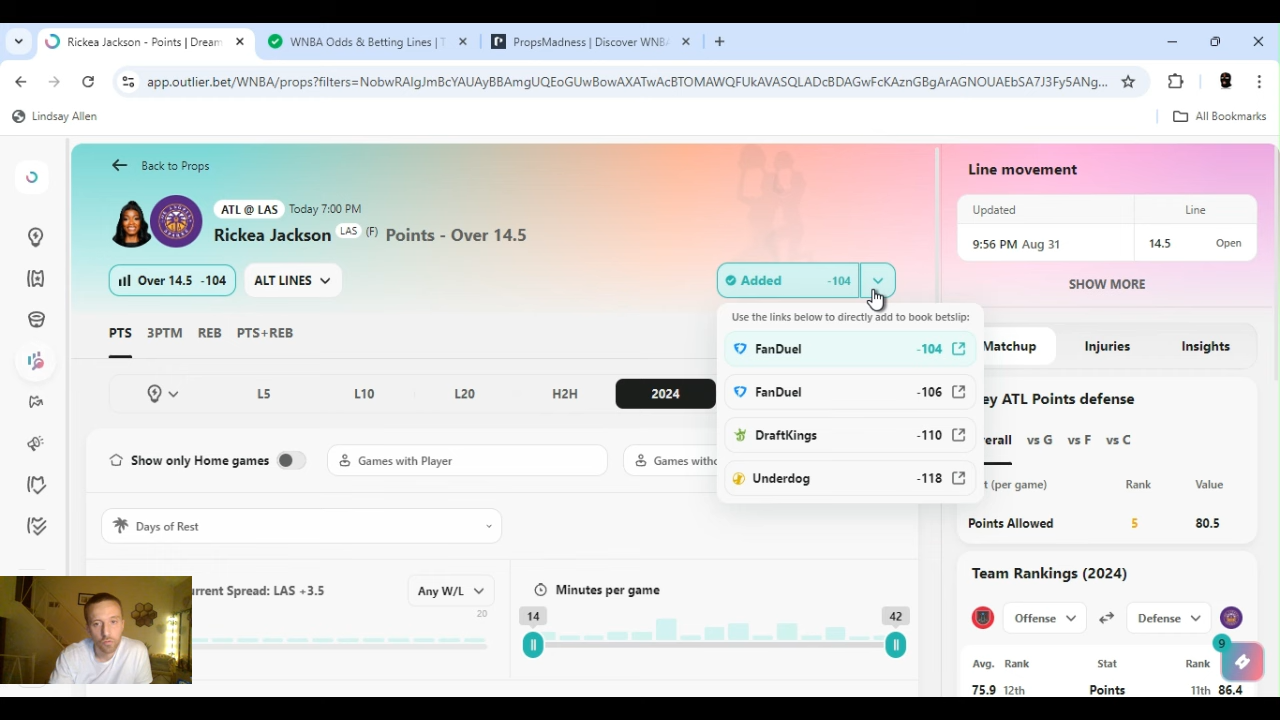 Rickea Jackson - Points | Dream
WNBA Odds & Betting Lines | T
PropsMadness | Discover WNBA
app.outlier.bet/WNBA/props?filters=NobwRAlgJmBcYAUAyBBAmgUQEoGUwBowAXATwAcBTOMAWQFUkAVASQLADcBDAGwFcKAznGBgArAGNOUAEbSA7J3Fy5ANg...
Lindsay Allen
All Bookmarks
Back to Props
ATL @ LAS Today 7:00 PM
Rickea Jackson LAS (F) Points - Over 14.5
Over 14.5 -104
ALT LINES
Added -104
Use the links below to directly add to book betslip:
FanDuel -104
FanDuel -106
DraftKings -110
Underdog -118
PTS 3PTM REB PTS+REB
L5 L10 L20 H2H 2024
Show only Home games
Games with Player
Games witho
Days of Rest
urrent Spread: LAS +3.5
Any W/L
20
Minutes per game
14 42
Line movement
Updated Line
9:56 PM Aug 31 14.5 Open
SHOW MORE
Matchup Injuries Insights
ey ATL Points defense
erall vs G vs F vs C
t (per game) Rank Value
Points Allowed 5 80.5
Team Rankings (2024)
Offense Defense
9
Avg. Rank Stat Rank
75.9 12th Points 11th 86.4